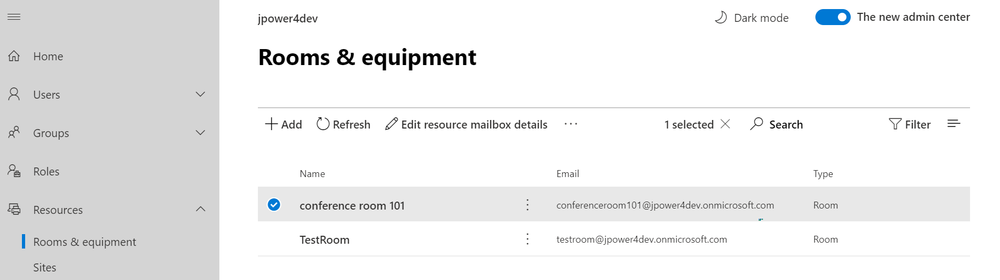 jpower4dev
Dark mode
The new admin center
Rooms & equipment
Home
Users
Groups
Roles
Resources
Rooms & equipment
Sites
Add Refresh Edit resource mailbox details ... 1 selected Search Filter
Name Email Type
conference room 101 conferenceroom101@jpower4dev.onmicrosoft.com Room
TestRoom testroom@jpower4dev.onmicrosoft.com Room